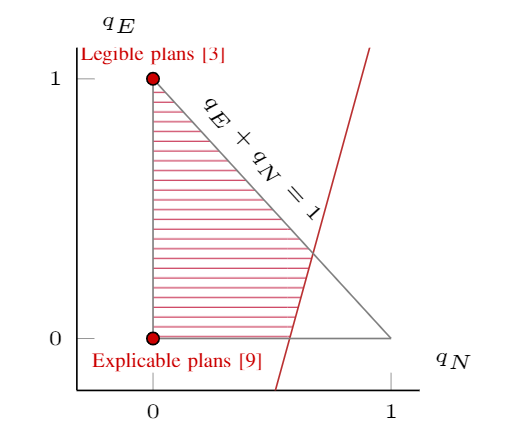 q_E
Legible plans [3]
1
q_E + q_N = 1
0
Explicable plans [9]
q_N
0
1